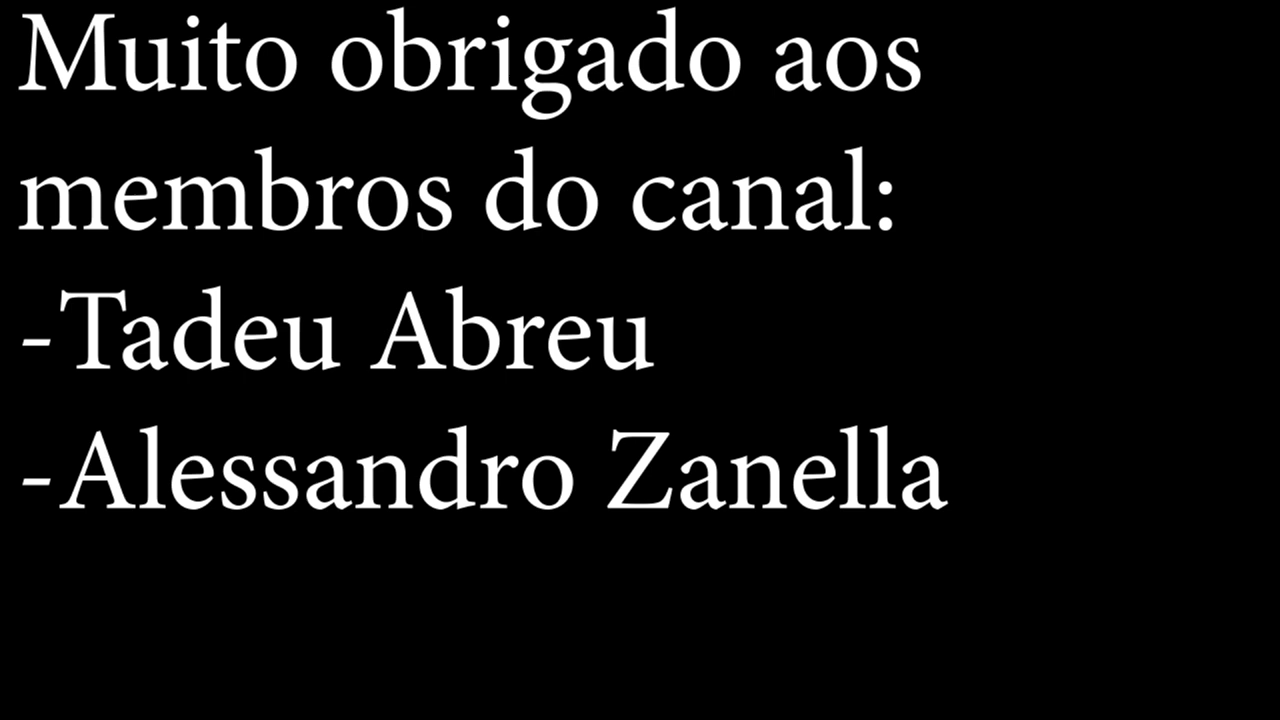 Muito obrigado aos
membros do canal:
-Tadeu Abreu
-Alessandro Zanella